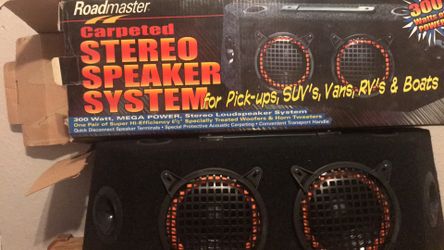 Roadmaster
Carpeted
STEREO
SPEAKER
SYSTEM
for Pick-ups, SUV's, Vans, RV's & Boats
300 Watt, MEGA POWER, Stereo Loudspeaker System
One Pair of Super Hi-Efficiency 6½" Specially Treated Woofers & Horn Tweeters
Quick Disconnect Speaker Terminals • Special Protective Acoustic Carpeting • Convenient Transport Handle
300
Watts
POWER